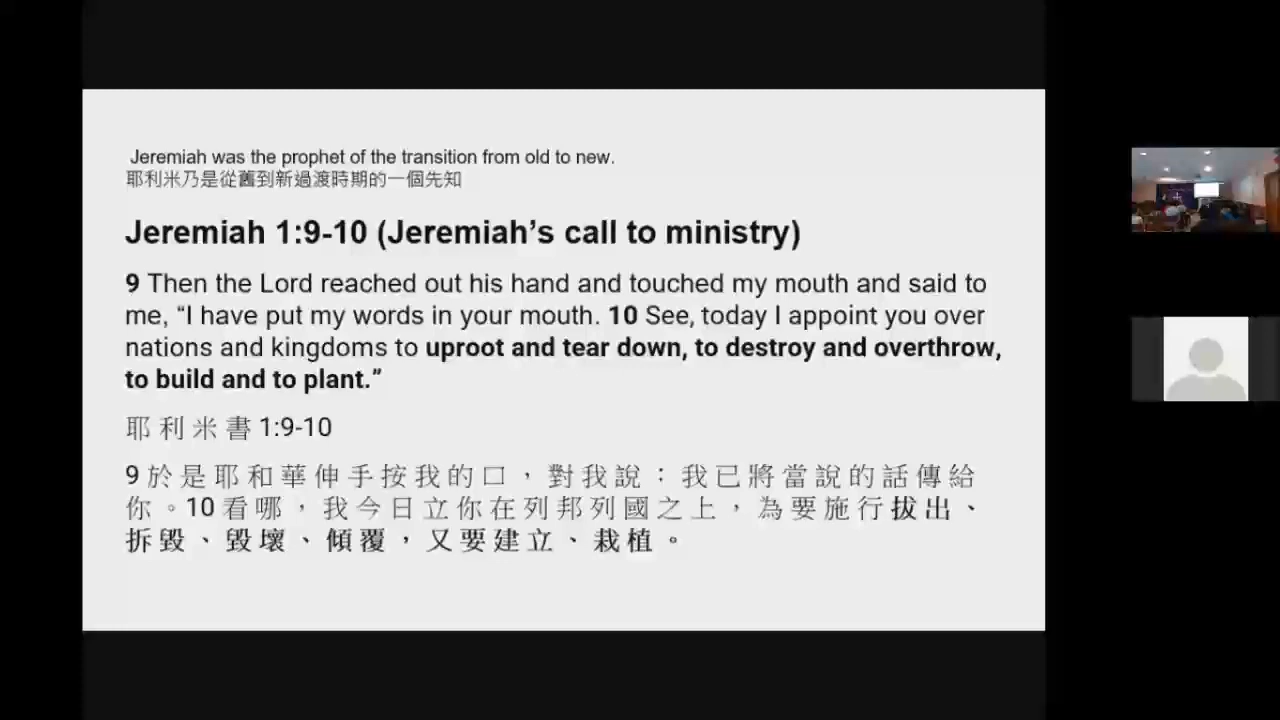 Jeremiah was the prophet of the transition from old to new.
耶利米乃是從舊到新過渡時期的一個先知
Jeremiah 1:9-10 (Jeremiah’s call to ministry)
9 Then the Lord reached out his hand and touched my mouth and said to
me, “I have put my words in your mouth. 10 See, today I appoint you over
nations and kingdoms to uproot and tear down, to destroy and overthrow,
to build and to plant.”
耶利米書 1:9-10
9 於是耶和華伸手按我的口，對我說：我已將當說的話傳給
你。10 看哪，我今日立你在列邦列國之上，為要施行拔出、
拆毀、毀壞、傾覆，又要建立、栽植。